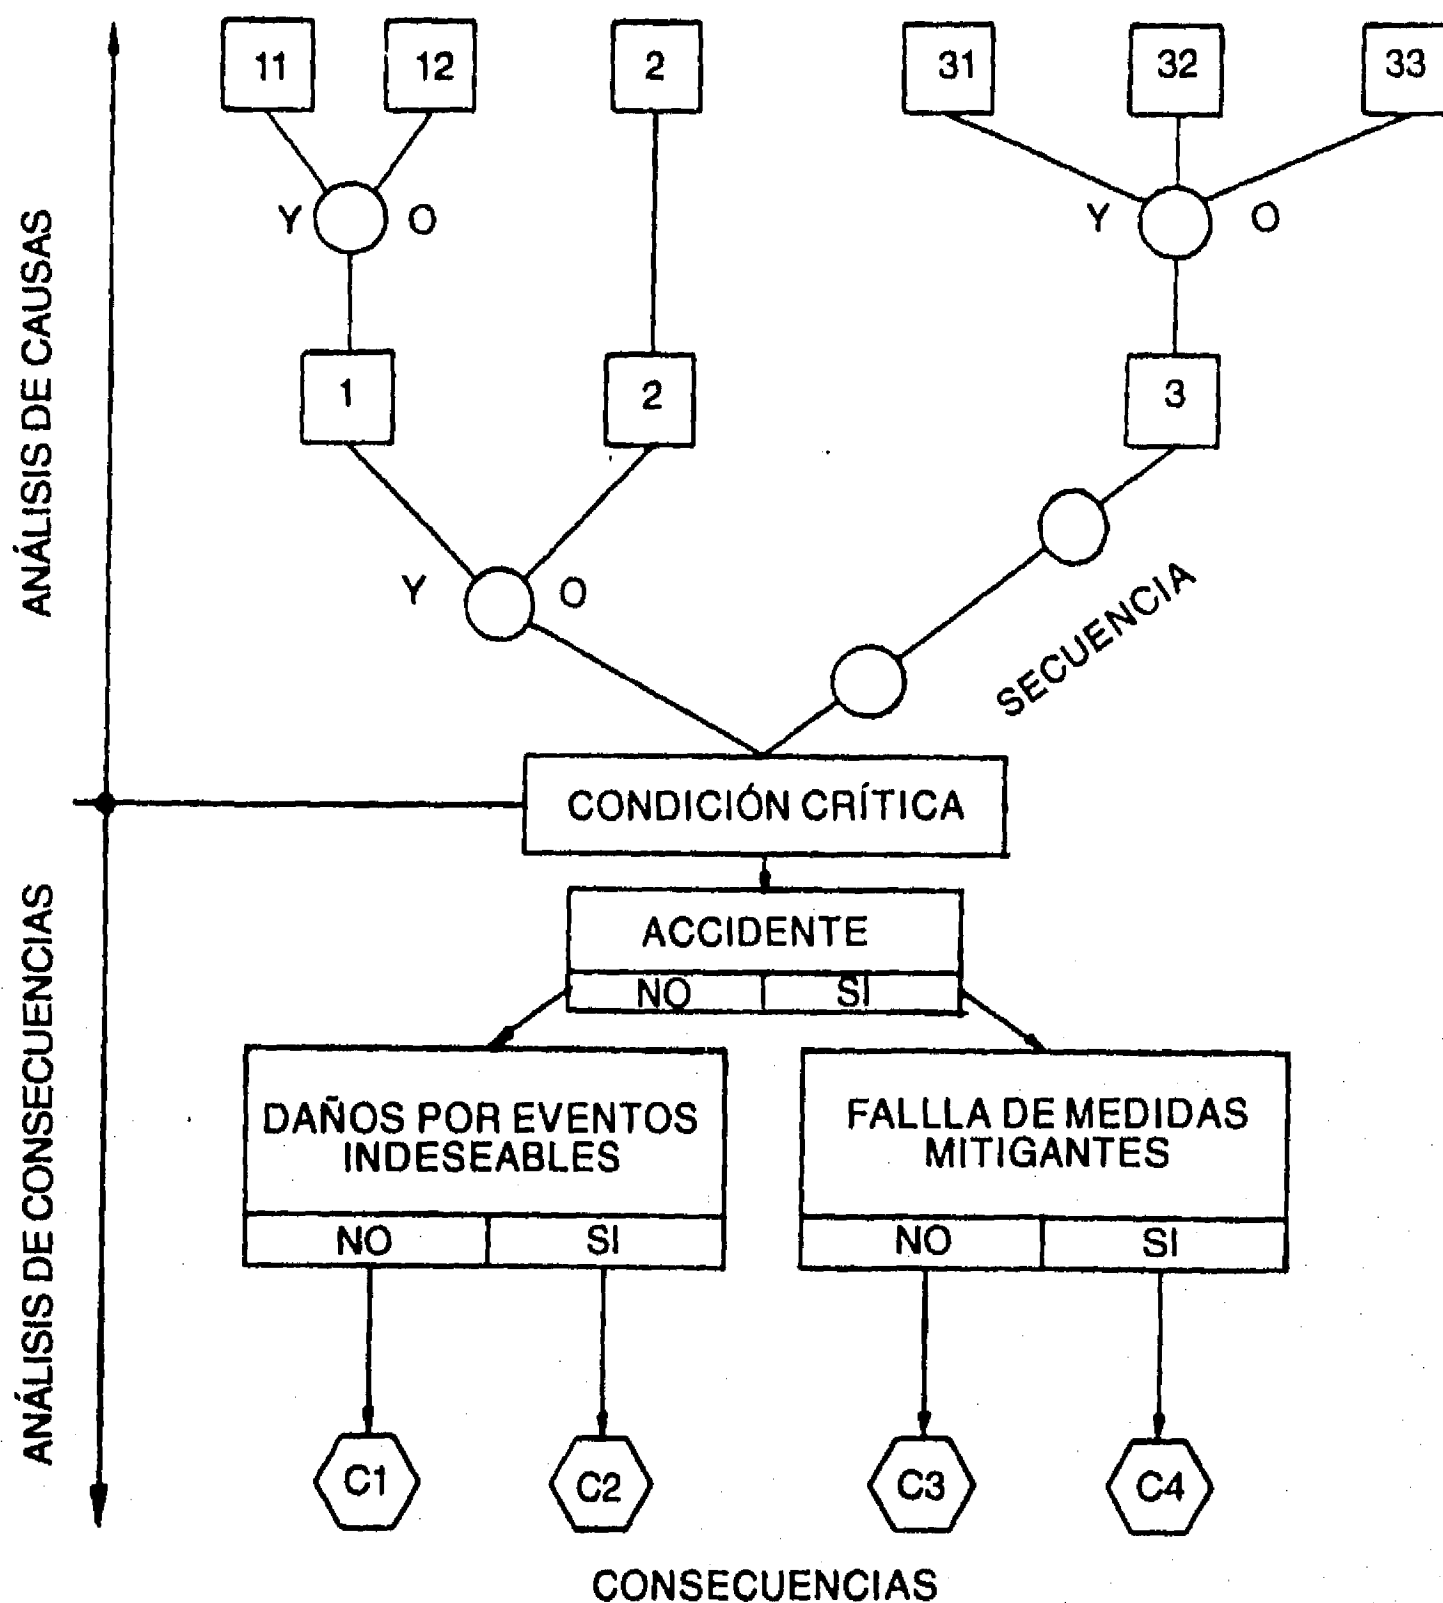 11
12
2
31
32
33
Y O
Y O
1
2
3
Y O
SECUENCIA
ANÁLISIS DE CAUSAS
CONDICIÓN CRÍTICA
ACCIDENTE
NO SI
DAÑOS POR EVENTOS
INDESEABLES
NO SI
FALLLA DE MEDIDAS
MITIGANTES
NO SI
ANÁLISIS DE CONSECUENCIAS
C1
C2
C3
C4
CONSECUENCIAS